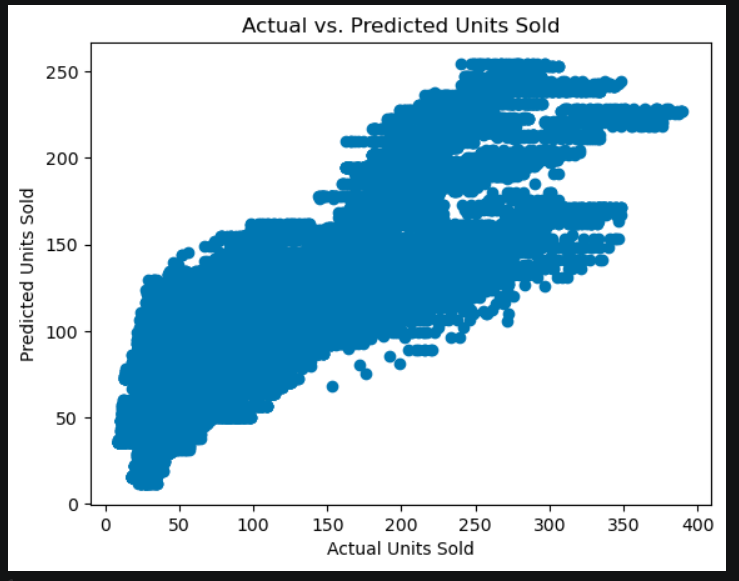 Actual vs. Predicted Units Sold
250
200
150
100
50
0
Predicted Units Sold
0 50 100 150 200 250 300 350 400
Actual Units Sold